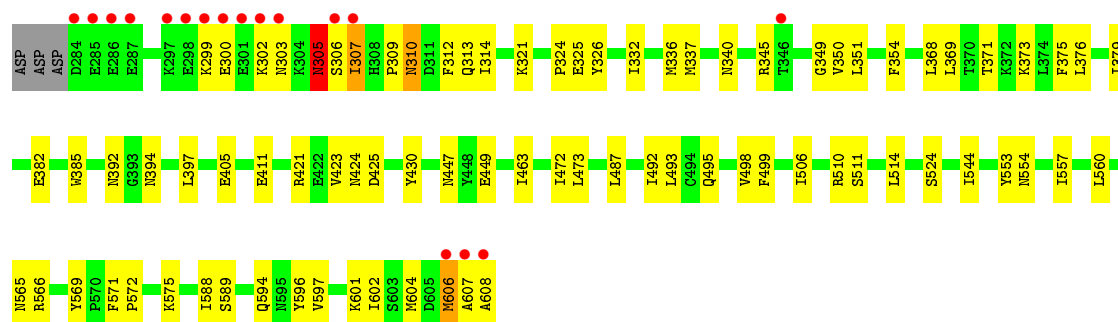 ASP ASP ASP D284 E285 E286 E287 K297 E298 K299 E300 E301 K302 N303 K304 N305 S306 I307 H308 P309 N310 D311 F312 Q313 I314 K321 P324 E325 Y326 I332 M336 M337 N340 R345 T346 G349 V350 L351 F354 L368 L369 T370 T371 K372 K373 L374 F375 L376 I379
E382 W385 N392 G393 N394 L397 E405 E411 R421 E422 V423 N424 D425 Y430 N447 Y448 E449 I463 I472 L473 L487 I492 L493 C494 Q495 V498 F499 I506 R510 S511 L514 S524 I544 Y553 N554 I557 L560
N565 R566 Y569 P570 F571 P572 K575 I588 S589 Q594 N595 Y596 V597 K601 I602 S603 M604 D605 M606 A607 A608